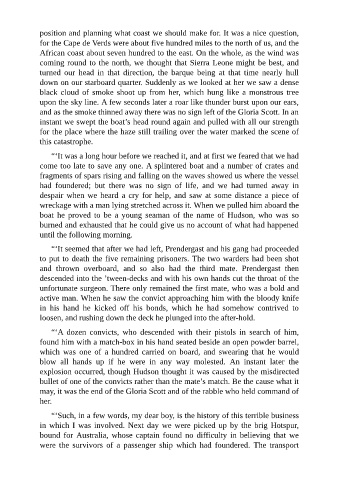 position and planning what coast we should make for. It was a nice question,
for the Cape de Verds were about five hundred miles to the north of us, and the
African coast about seven hundred to the east. On the whole, as the wind was
coming round to the north, we thought that Sierra Leone might be best, and
turned our head in that direction, the barque being at that time nearly hull
down on our starboard quarter. Suddenly as we looked at her we saw a dense
black cloud of smoke shoot up from her, which hung like a monstrous tree
upon the sky line. A few seconds later a roar like thunder burst upon our ears,
and as the smoke thinned away there was no sign left of the Gloria Scott. In an
instant we swept the boat’s head round again and pulled with all our strength
for the place where the haze still trailing over the water marked the scene of
this catastrophe.
“‘It was a long hour before we reached it, and at first we feared that we had
come too late to save any one. A splintered boat and a number of crates and
fragments of spars rising and falling on the waves showed us where the vessel
had foundered; but there was no sign of life, and we had turned away in
despair when we heard a cry for help, and saw at some distance a piece of
wreckage with a man lying stretched across it. When we pulled him aboard the
boat he proved to be a young seaman of the name of Hudson, who was so
burned and exhausted that he could give us no account of what had happened
until the following morning.
“‘It seemed that after we had left, Prendergast and his gang had proceeded
to put to death the five remaining prisoners. The two warders had been shot
and thrown overboard, and so also had the third mate. Prendergast then
descended into the ’tween-decks and with his own hands cut the throat of the
unfortunate surgeon. There only remained the first mate, who was a bold and
active man. When he saw the convict approaching him with the bloody knife
in his hand he kicked off his bonds, which he had somehow contrived to
loosen, and rushing down the deck he plunged into the after-hold.
“‘A dozen convicts, who descended with their pistols in search of him,
found him with a match-box in his hand seated beside an open powder barrel,
which was one of a hundred carried on board, and swearing that he would
blow all hands up if he were in any way molested. An instant later the
explosion occurred, though Hudson thought it was caused by the misdirected
bullet of one of the convicts rather than the mate’s match. Be the cause what it
may, it was the end of the Gloria Scott and of the rabble who held command of
her.
“‘Such, in a few words, my dear boy, is the history of this terrible business
in which I was involved. Next day we were picked up by the brig Hotspur,
bound for Australia, whose captain found no difficulty in believing that we
were the survivors of a passenger ship which had foundered. The transport